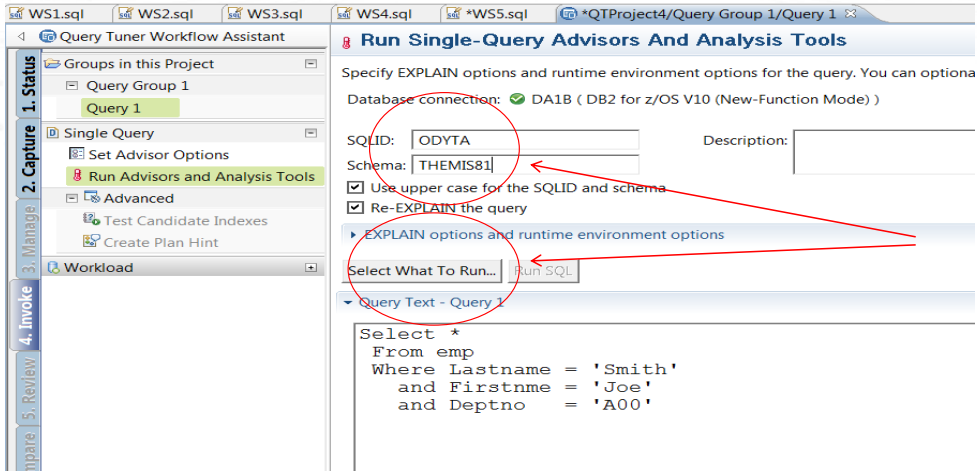 WS1.sql WS2.sql WS3.sql WS4.sql *WS5.sql *QTProject4/Query Group 1/Query 1
Query Tuner Workflow Assistant
Groups in this Project
Query Group 1
Query 1
Single Query
Set Advisor Options
Run Advisors and Analysis Tools
Advanced
Test Candidate Indexes
Create Plan Hint
Workload
1. Status
2. Capture
3. Manage
4. Invoke
5. Review
mpare
Run Single-Query Advisors And Analysis Tools
Specify EXPLAIN options and runtime environment options for the query. You can optiona
Database connection: DA1B ( DB2 for z/OS V10 (New-Function Mode) )
SQLID: ODYTA Description:
Schema: THEMIS81
Use upper case for the SQLID and schema
Re-EXPLAIN the query
EXPLAIN options and runtime environment options
Select What To Run... Run SQL
Query Text - Query 1
Select *
From emp
Where Lastname = 'Smith'
and Firstnme = 'Joe'
and Deptno = 'A00'